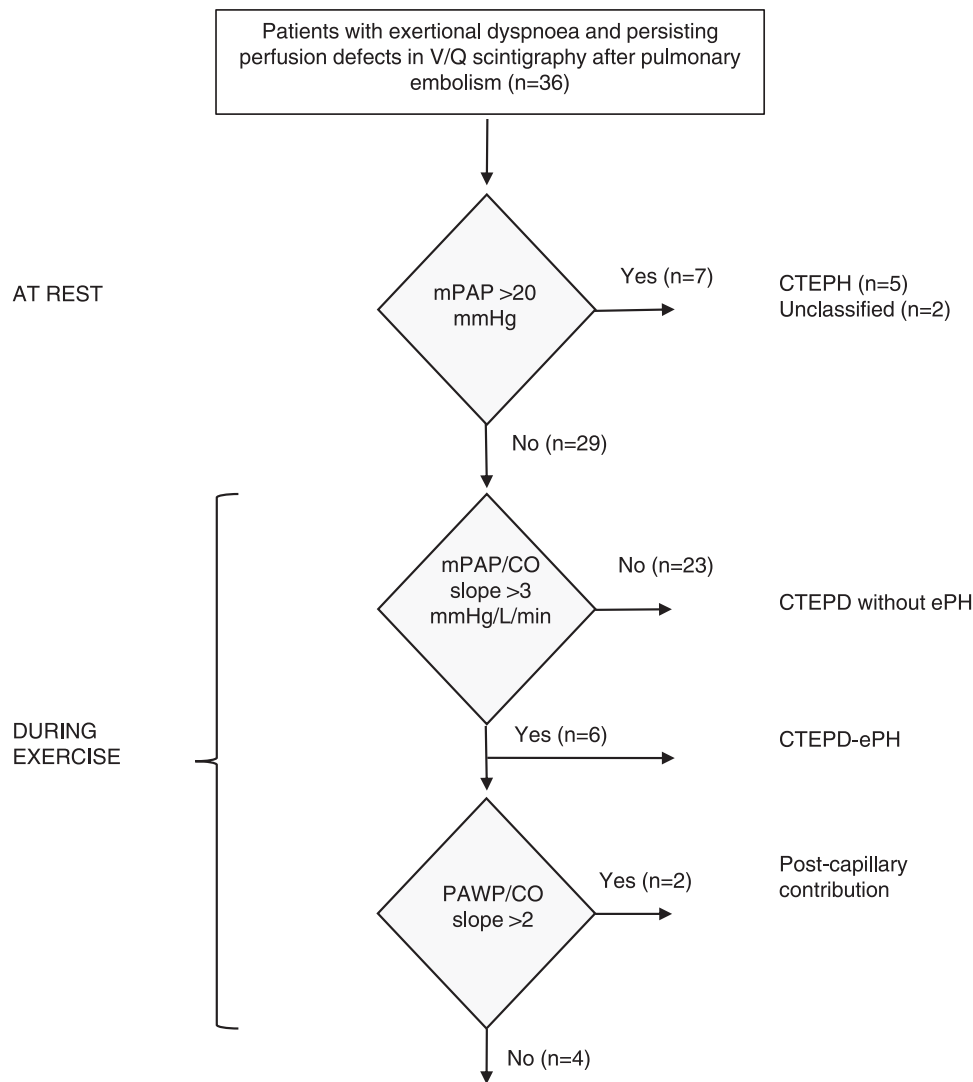 Patients with exertional dyspnoea and persisting
perfusion defects in V/Q scintigraphy after pulmonary
embolism (n=36)
AT REST
mPAP >20
mmHg
Yes (n=7)
CTEPH (n=5)
Unclassified (n=2)
No (n=29)
mPAP/CO
slope >3
mmHg/L/min
No (n=23)
CTEPD without ePH
DURING
EXERCISE
Yes (n=6)
CTEPD-ePH
PAWP/CO
slope >2
Yes (n=2)
Post-capillary
contribution
No (n=4)